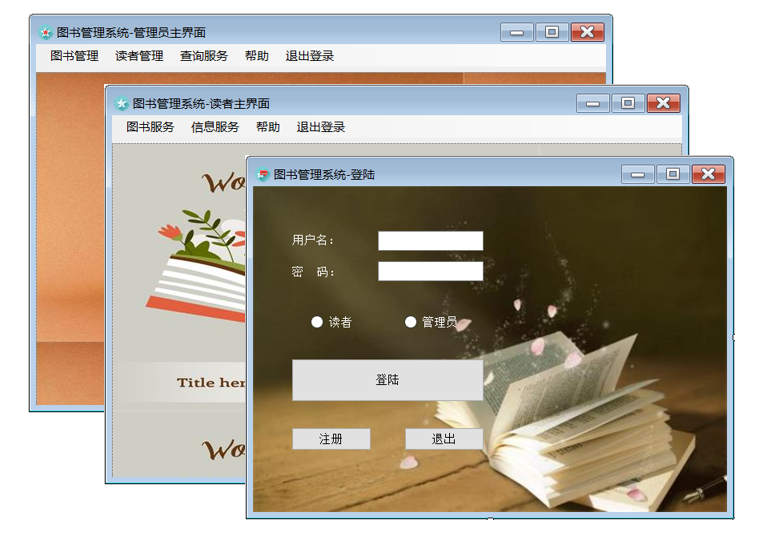 图书管理系统-管理员主界面
图书管理 读者管理 查询服务 帮助 退出登录
图书管理系统-读者主界面
图书服务 信息服务 帮助 退出登录
图书管理系统-登陆
用户名:
密 码:
读者 管理员
登陆
注册 退出
Title